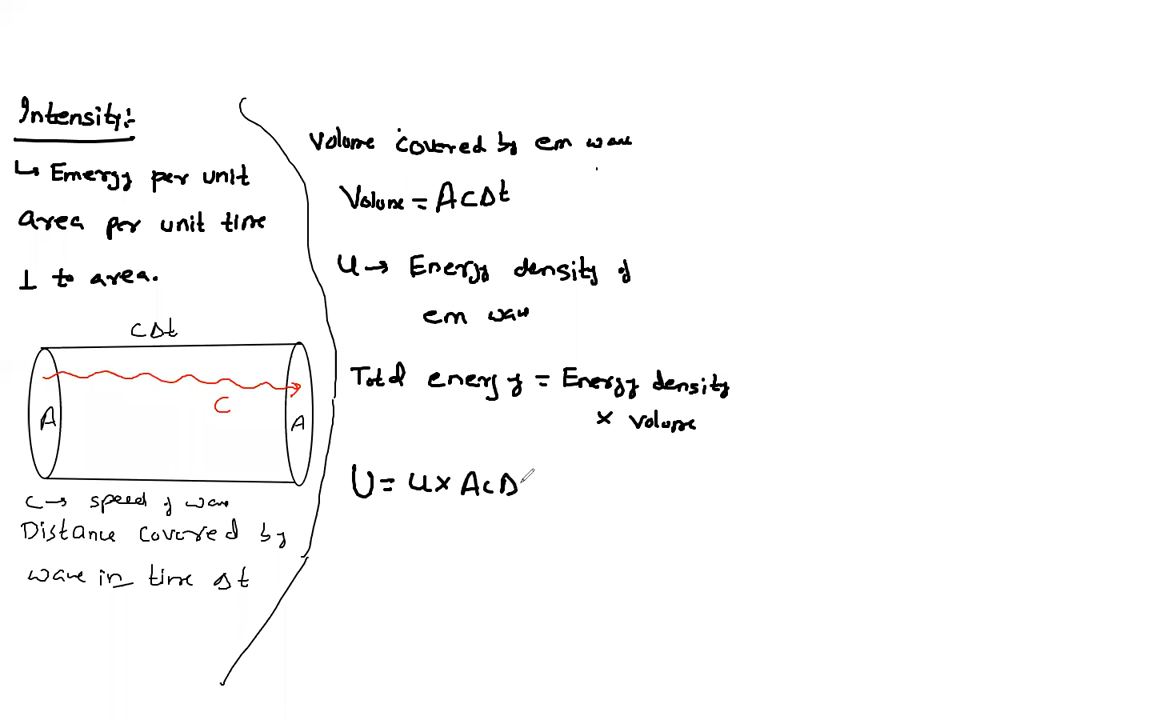 Intensity:-
↳ Energy per unit
area per unit time
⊥ to area.
CΔt
C
A
A
C → speed of wave
Distance covered by
wave in time Δt
Volume covered by em wave
Volume = ACΔt
u → Energy density of
em wave
Total energy = Energy density
× volume
U = u × ACΔ